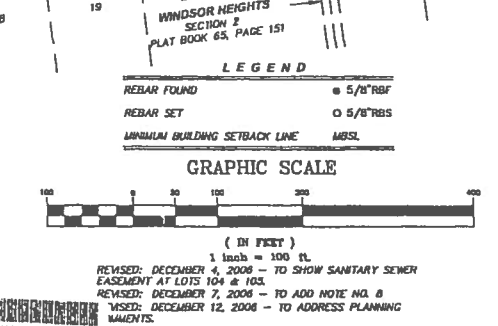 19
WINDSOR HEIGHTS
SECTION 2
PLAT BOOK 65, PAGE 151
LEGEND
REBAR FOUND ● 5/8"RBF
REBAR SET O 5/8"RBS
MINIMUM BUILDING SETBACK LINE MBSL
GRAPHIC SCALE
100 0 50 100 200 400
( IN FEET )
1 inch = 100 ft.
REVISED: DECEMBER 4, 2006 — TO SHOW SANITARY SEWER
EASEMENT AT LOTS 104 & 105.
REVISED: DECEMBER 7, 2006 — TO ADD NOTE NO. 8
VISED: DECEMBER 12, 2006 — TO ADDRESS PLANNING
MMENTS.